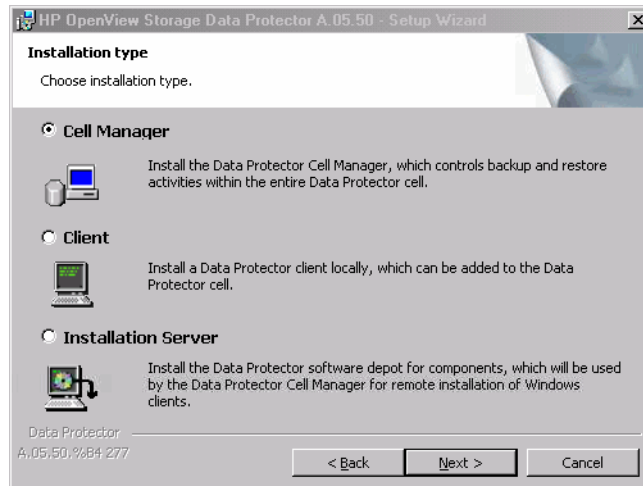 HP OpenView Storage Data Protector A.05.50 - Setup Wizard
Installation type
Choose installation type.
Cell Manager
Install the Data Protector Cell Manager, which controls backup and restore
activities within the entire Data Protector cell.
Client
Install a Data Protector client locally, which can be added to the Data
Protector cell.
Installation Server
Install the Data Protector software depot for components, which will be used
by the Data Protector Cell Manager for remote installation of Windows
clients.
Data Protector
A.05.50,%B4 277
< Back
Next >
Cancel